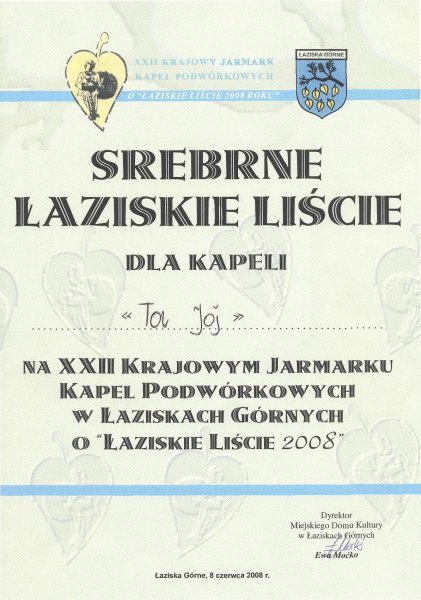 XXII KRAJOWY JARMARK
KAPEL PODWÓRKOWYCH
O "ŁAZISKIE LIŚCIE 2008 ROKU"
ŁAZISKA GÓRNE
SREBRNE
ŁAZISKIE LIŚCIE
DLA KAPELI
„ Ta Joj ”
NA XXII KRAJOWYM JARMARKU
KAPEL PODWÓRKOWYCH
W ŁAZISKACH GÓRNYCH
O "ŁAZISKIE LIŚCIE 2008"
Dyrektor
Miejskiego Domu Kultury
w Łaziskach Górnych
Ewa Moćko
Łaziska Górne, 8 czerwca 2008 r.